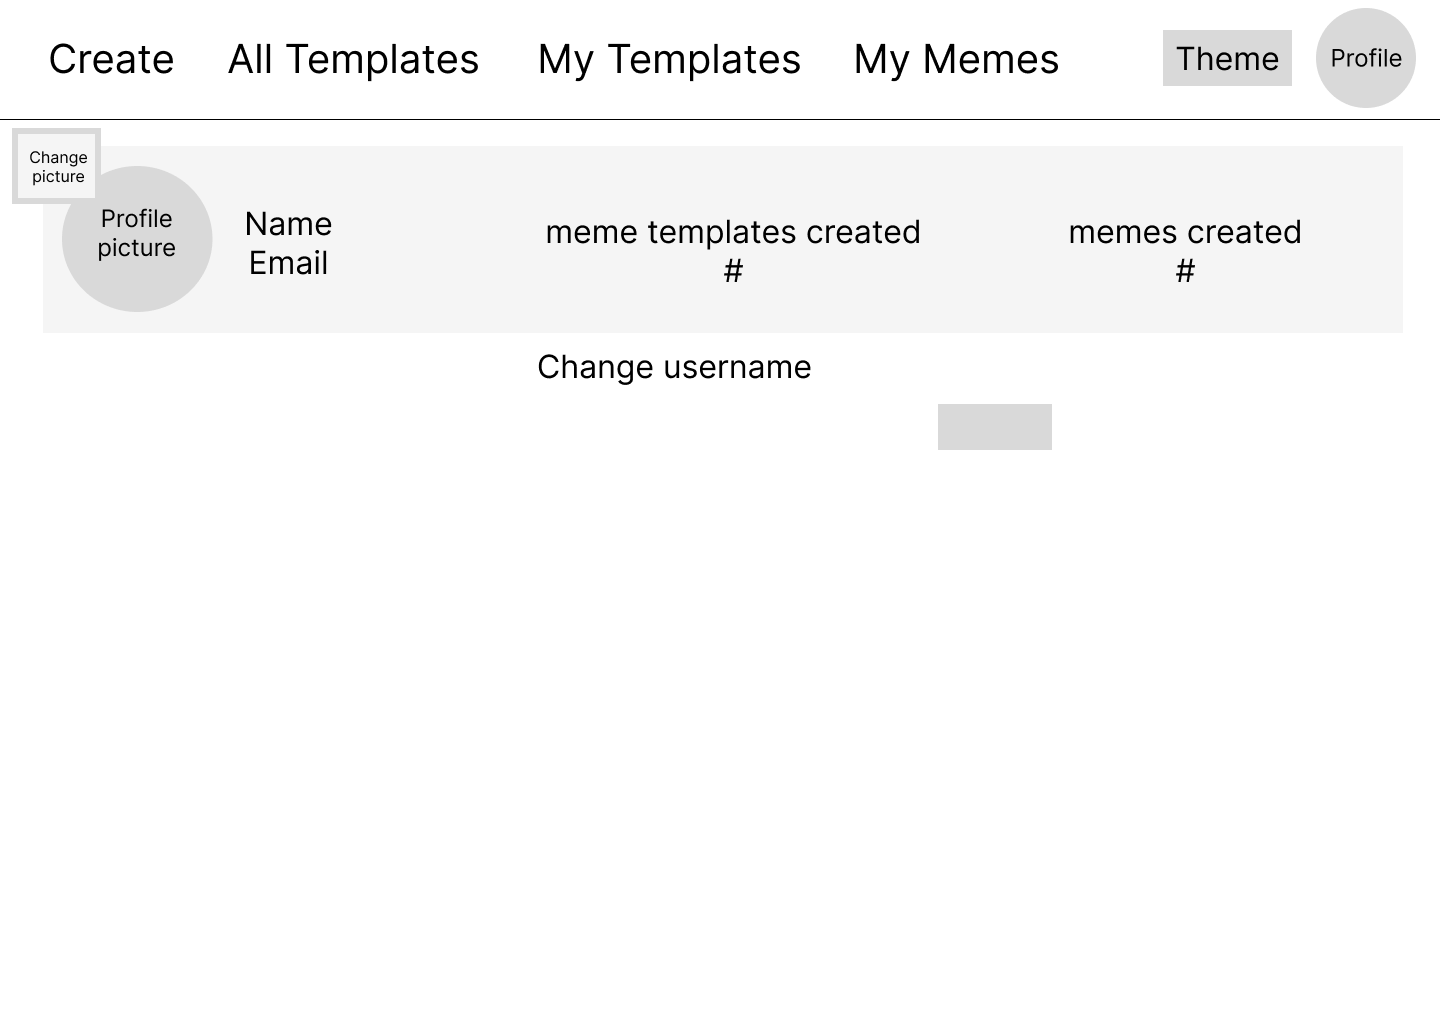 Create All Templates My Templates My Memes Theme Profile
Change
picture
Profile
picture
Name
Email
meme templates created
#
memes created
#
Change username